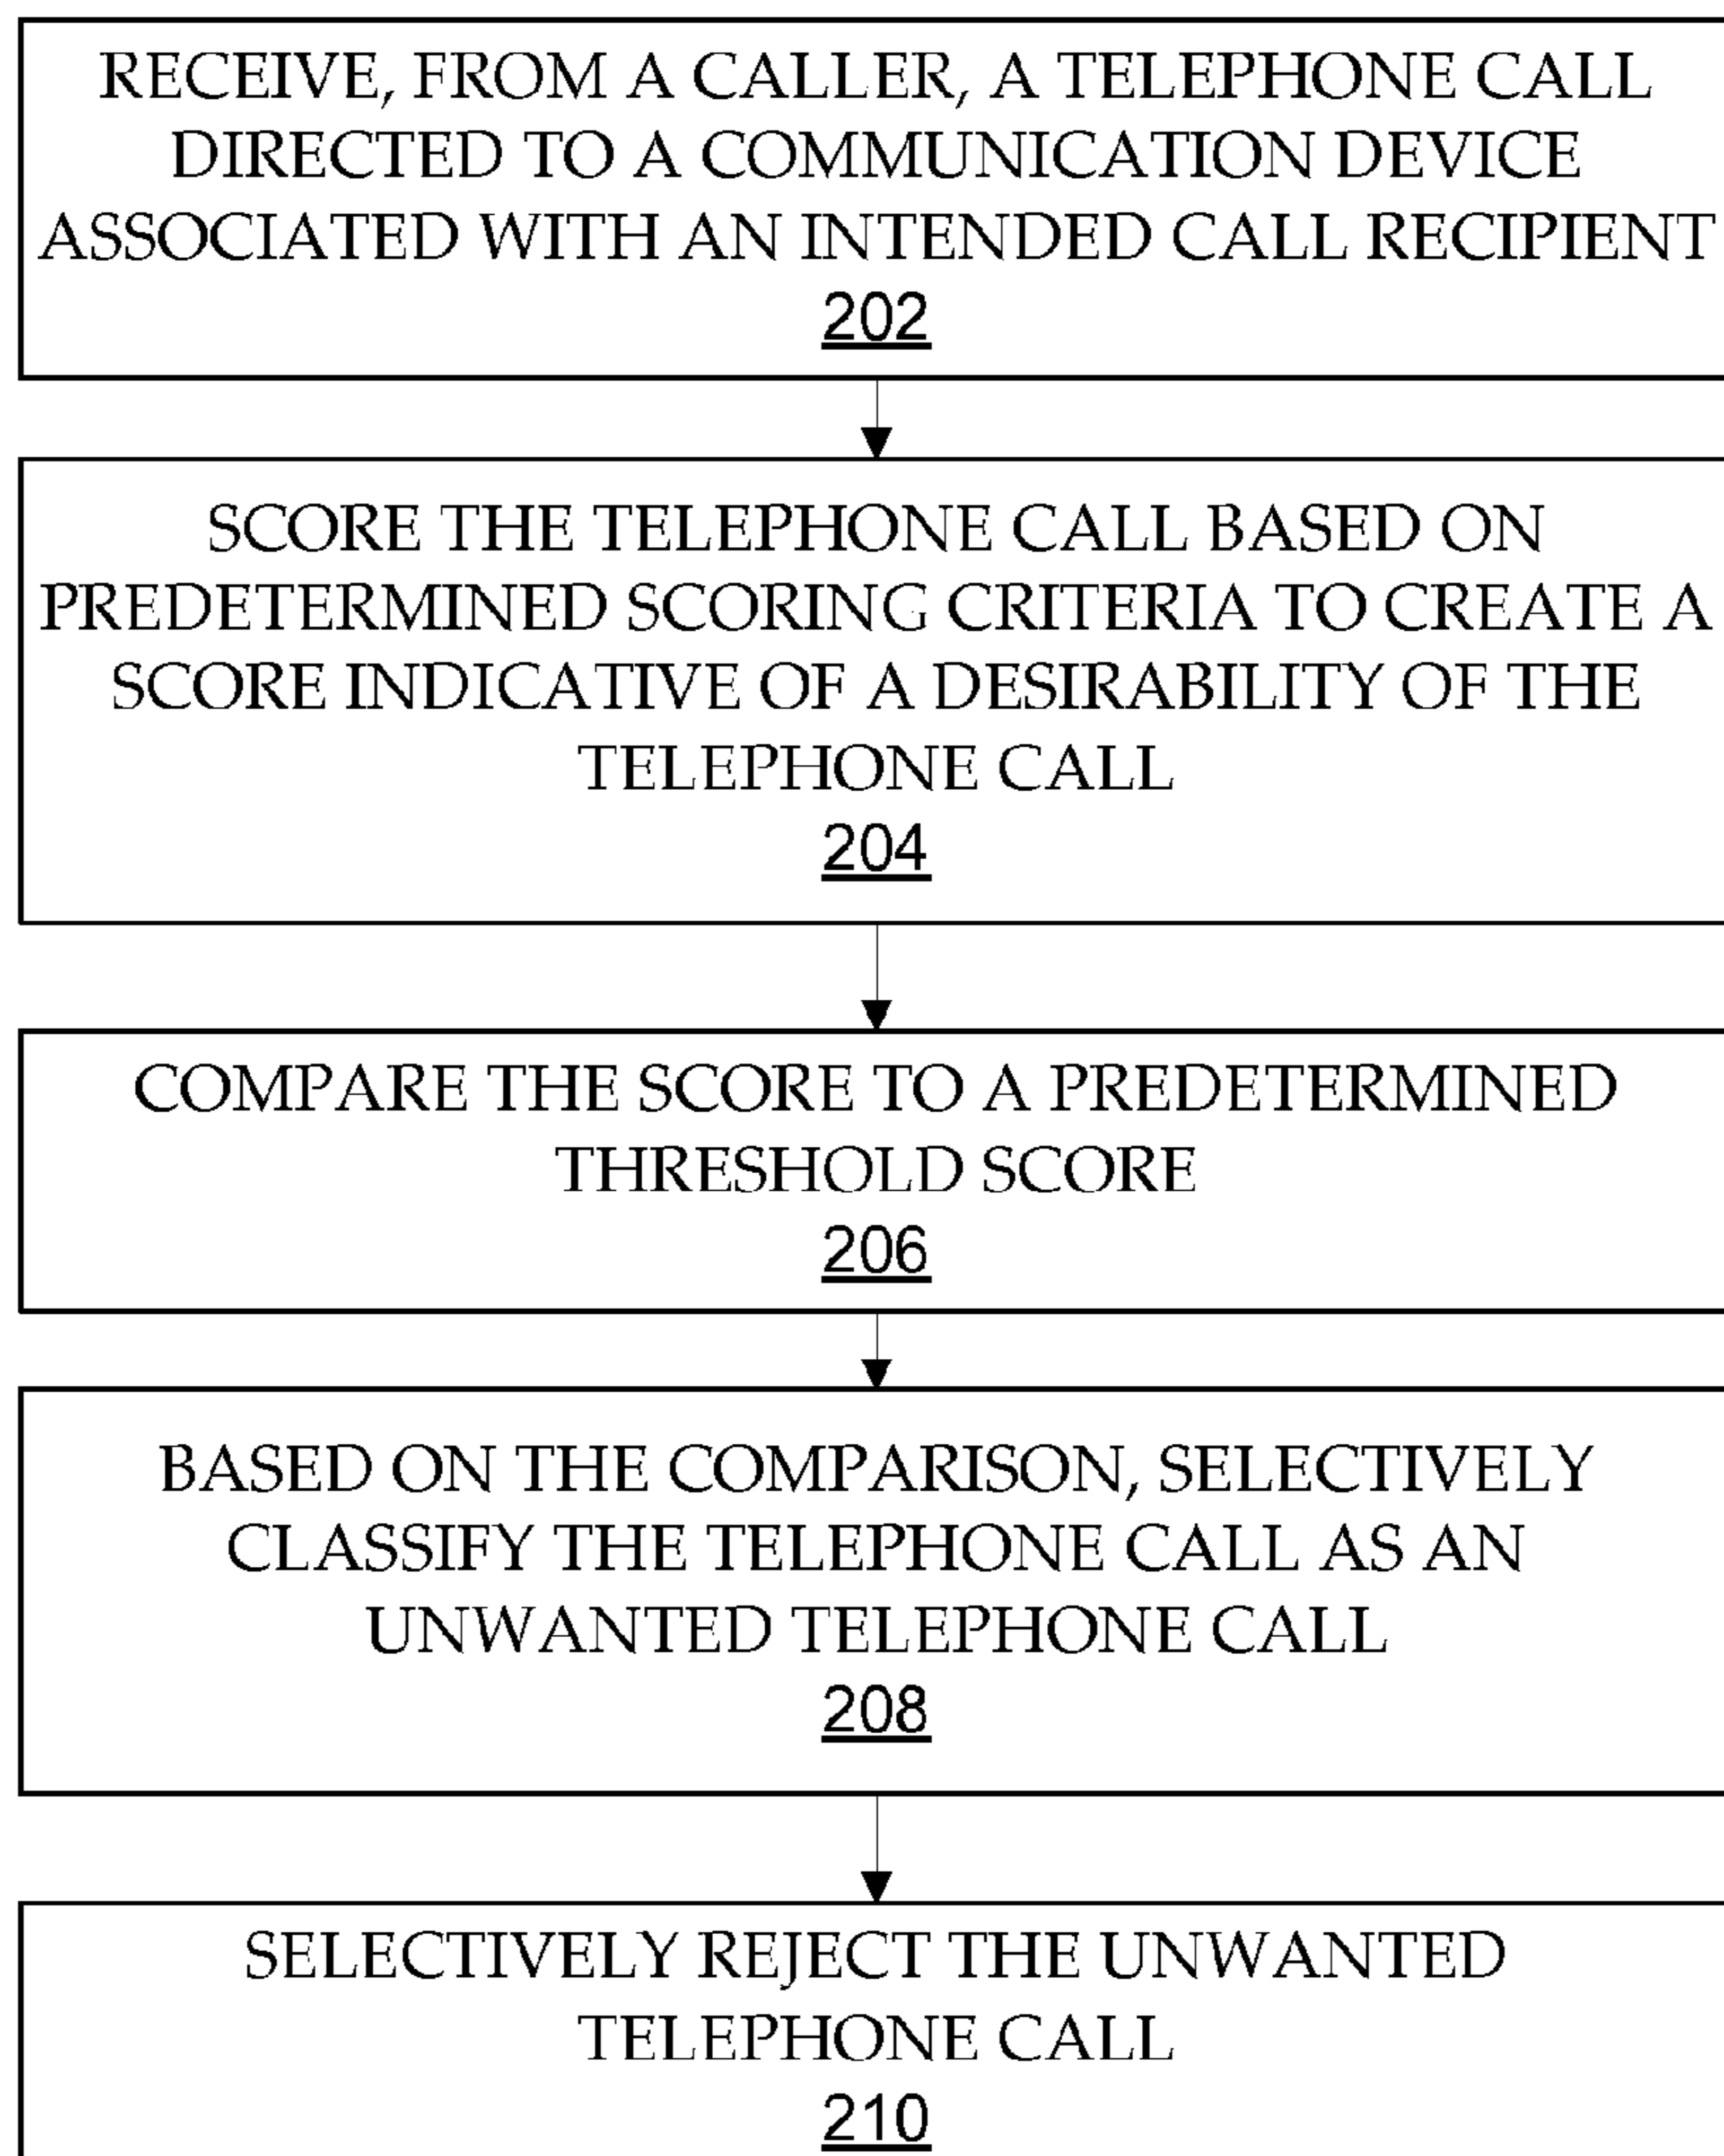 RECEIVE, FROM A CALLER, A TELEPHONE CALL
DIRECTED TO A COMMUNICATION DEVICE
ASSOCIATED WITH AN INTENDED CALL RECIPIENT
202
SCORE THE TELEPHONE CALL BASED ON
PREDETERMINED SCORING CRITERIA TO CREATE A
SCORE INDICATIVE OF A DESIRABILITY OF THE
TELEPHONE CALL
204
COMPARE THE SCORE TO A PREDETERMINED
THRESHOLD SCORE
206
BASED ON THE COMPARISON, SELECTIVELY
CLASSIFY THE TELEPHONE CALL AS AN
UNWANTED TELEPHONE CALL
208
SELECTIVELY REJECT THE UNWANTED
TELEPHONE CALL
210